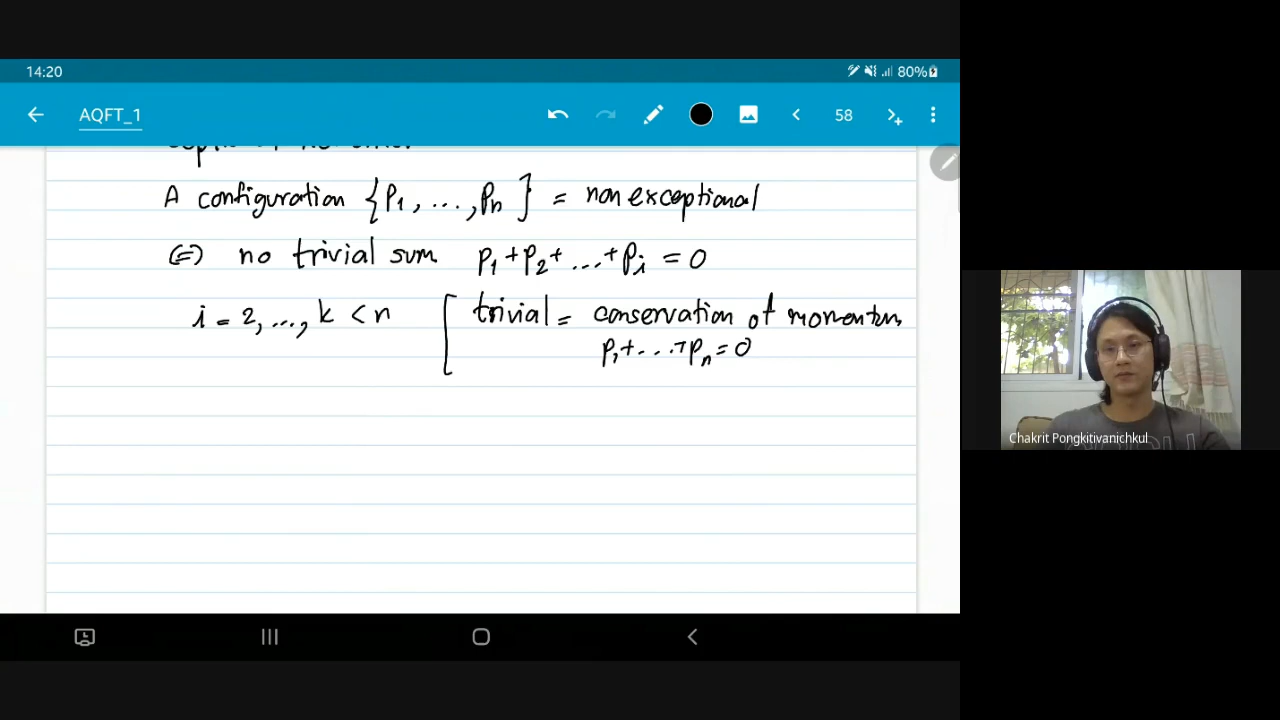 14:20
80%
AQFT_1
58
A configuration {P1, ..., Pn} = non exceptional
⇔ no trivial sum P1+P2+...+Pi = 0
i = 2, ..., k < n [ trivial = conservation of momentum
P1+...+Pn = 0
Chakrit Pongkitivanichkul